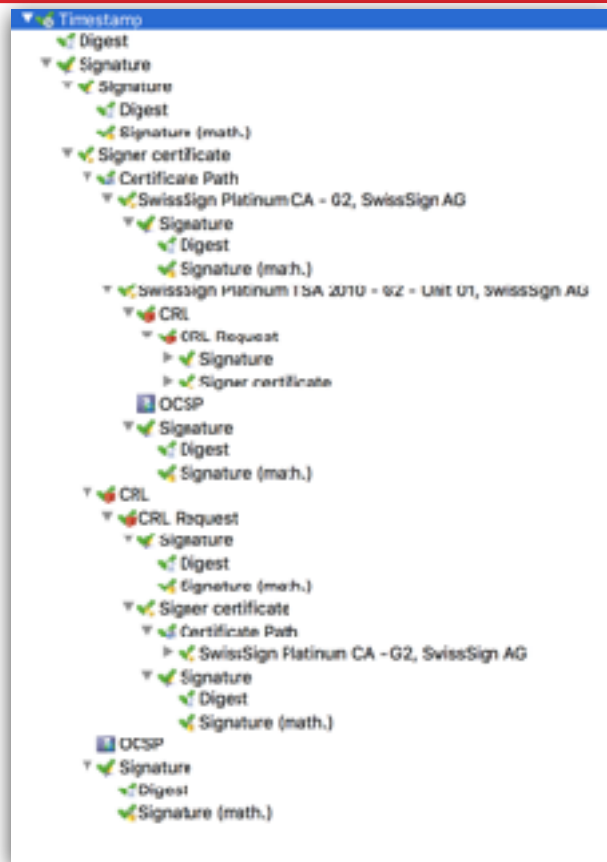 Timestamp
Digest
Signature
Signature
Digest
Signature (math.)
Signer certificate
Certificate Path
SwissSign Platinum CA - G2, SwissSign AG
Signature
Digest
Signature (math.)
SwissSign Platinum TSA 2010 - G2 - Unit 01, SwissSign AG
CRL
CRL Request
Signature
Signer certificate
OCSP
Signature
Digest
Signature (math.)
CRL
CRL Request
Signature
Digest
Signature (math.)
Signer certificate
Certificate Path
SwissSign Platinum CA - G2, SwissSign AG
Signature
Digest
Signature (math.)
OCSP
Signature
Digest
Signature (math.)